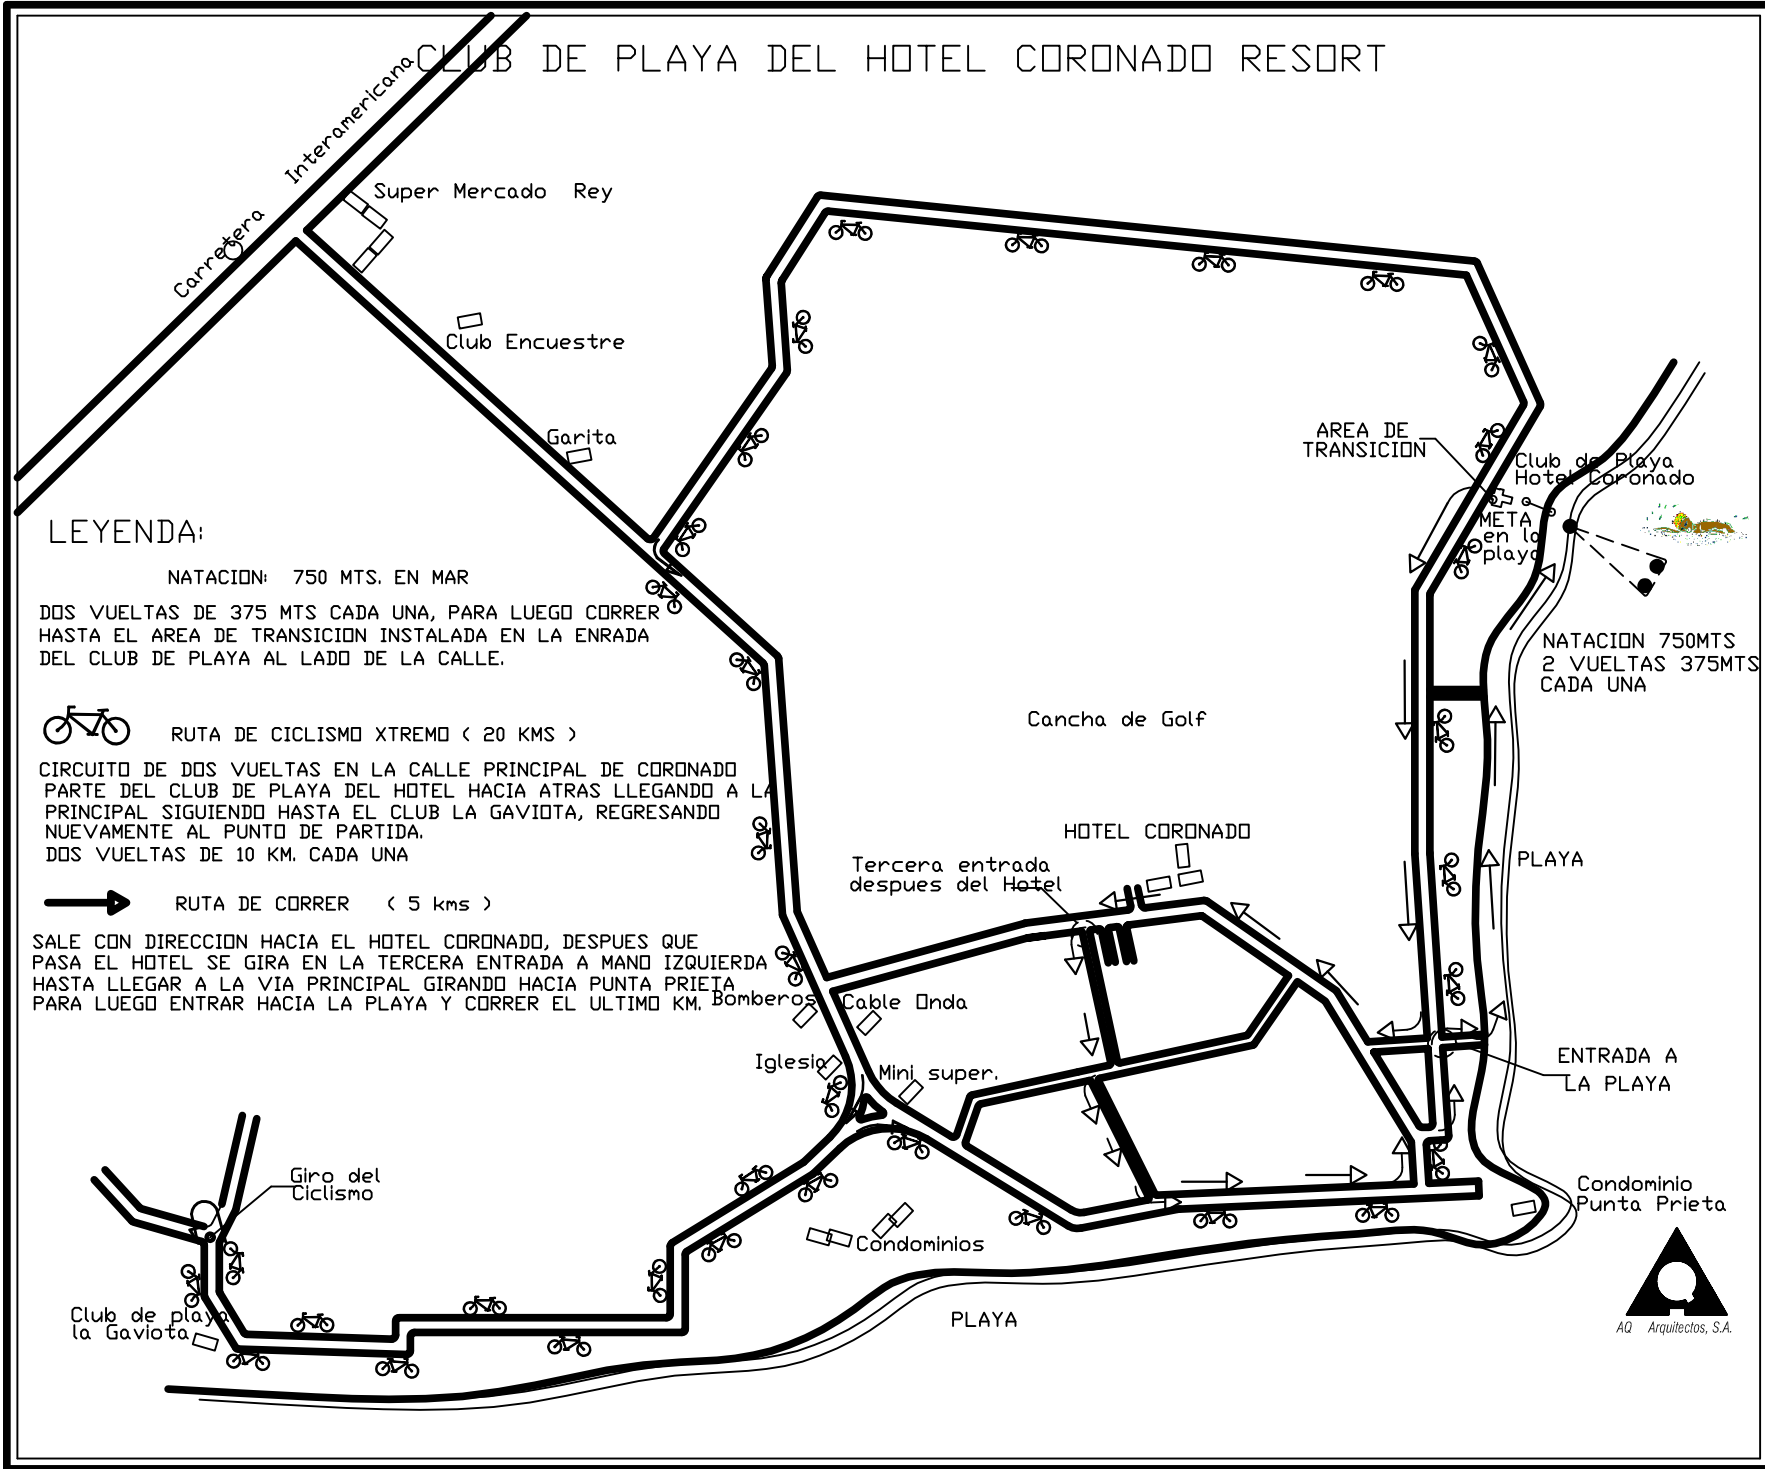 CLUB DE PLAYA DEL HOTEL CORONADO RESORT
Carretera Interamericana
Super Mercado Rey
Club Encuestre
Garita
AREA DE
TRANSICION
Club de Playa
Hotel Coronado
META
en la
playa
LEYENDA:
NATACION: 750 MTS. EN MAR
DOS VUELTAS DE 375 MTS CADA UNA, PARA LUEGO CORRER
HASTA EL AREA DE TRANSICION INSTALADA EN LA ENRADA
DEL CLUB DE PLAYA AL LADO DE LA CALLE.
NATACION 750MTS
2 VUELTAS 375MTS
CADA UNA
RUTA DE CICLISMO XTREMO ( 20 KMS )
CIRCUITO DE DOS VUELTAS EN LA CALLE PRINCIPAL DE CORONADO
PARTE DEL CLUB DE PLAYA DEL HOTEL HACIA ATRAS LLEGANDO A LA
PRINCIPAL SIGUIENDO HASTA EL CLUB LA GAVIOTA, REGRESANDO
NUEVAMENTE AL PUNTO DE PARTIDA.
DOS VUELTAS DE 10 KM. CADA UNA
Cancha de Golf
HOTEL CORONADO
Tercera entrada
despues del Hotel
PLAYA
RUTA DE CORRER ( 5 kms )
SALE CON DIRECCION HACIA EL HOTEL CORONADO, DESPUES QUE
PASA EL HOTEL SE GIRA EN LA TERCERA ENTRADA A MANO IZQUIERDA
HASTA LLEGAR A LA VIA PRINCIPAL GIRANDO HACIA PUNTA PRIETA
PARA LUEGO ENTRAR HACIA LA PLAYA Y CORRER EL ULTIMO KM.
Bomberos
Cable Onda
Iglesia
Mini super.
ENTRADA A
LA PLAYA
Giro del
Ciclismo
Condominio
Punta Prieta
Condominios
Club de playa
la Gaviota
PLAYA
AQ Arquitectos, S.A.